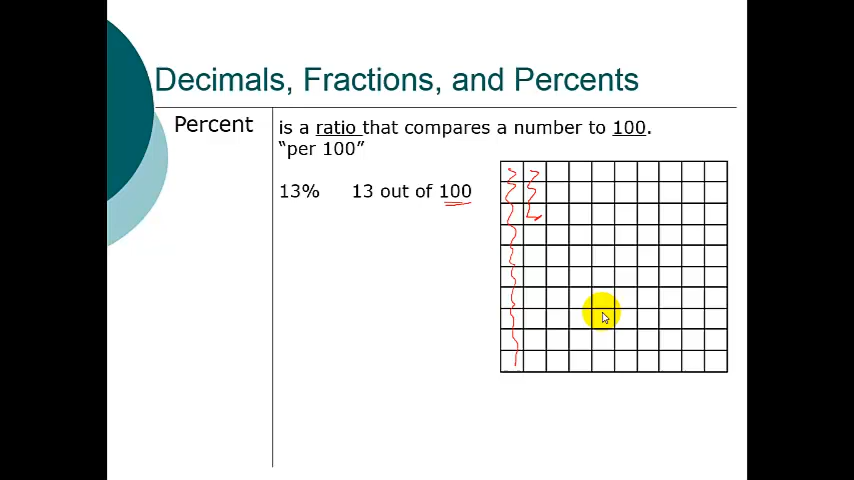 Decimals, Fractions, and Percents
Percent
is a ratio that compares a number to 100.
“per 100”
13% 13 out of 100